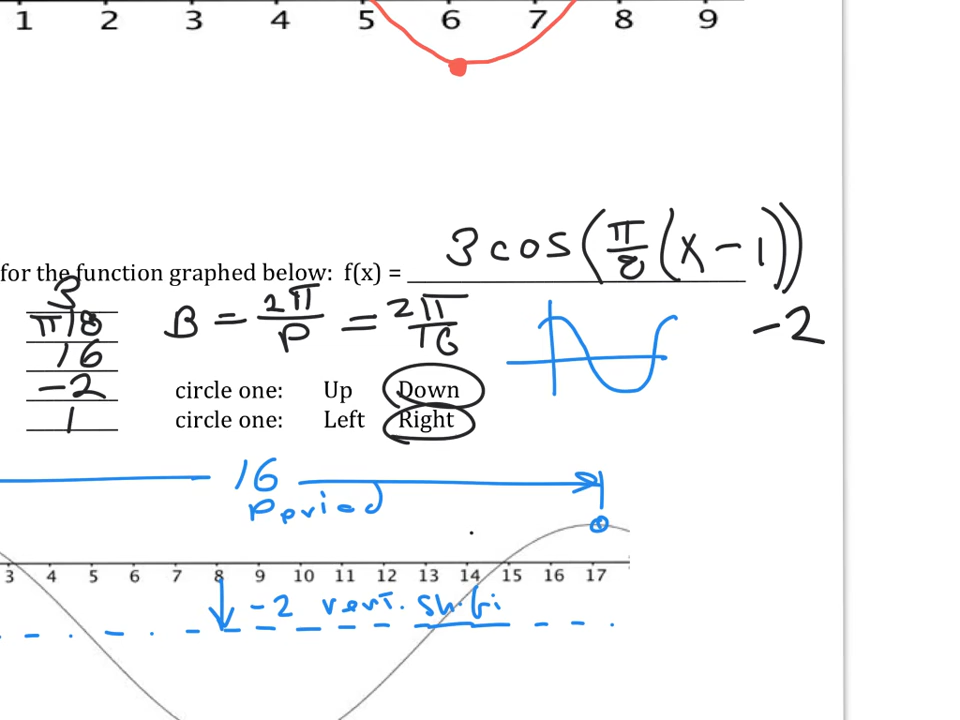 1 2 3 4 5 6 7 8 9
3 cos(π/8 (x - 1))
for the function graphed below: f(x) =
-2
3
π/8 B = 2π/P = 2π/16
16
-2 circle one: Up Down
1 circle one: Left Right
16
Period
3 4 5 6 7 8 9 10 11 12 13 14 15 16 17
-2 vert.